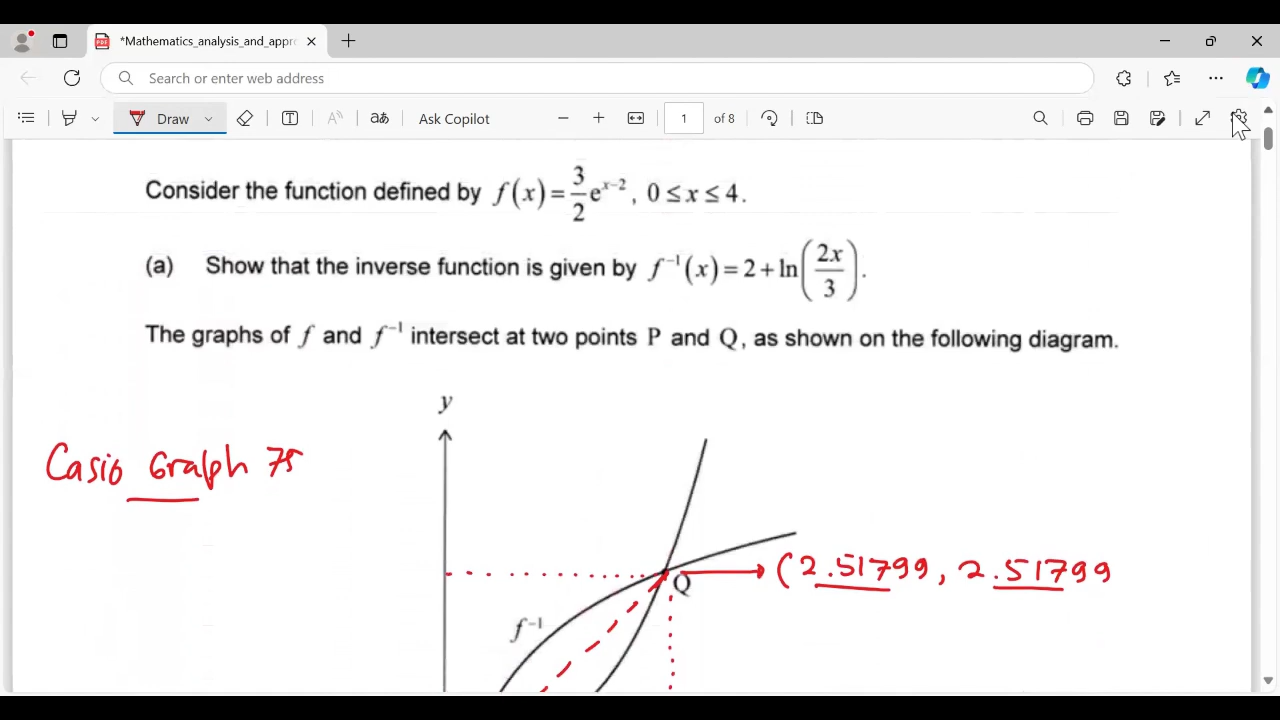 *Mathematics_analysis_and_appro
Search or enter web address
Draw
aあ
Ask Copilot
1 of 8
Consider the function defined by f(x) = 3/2 e^(x−2), 0 ≤ x ≤ 4.
(a) Show that the inverse function is given by f⁻¹(x) = 2 + ln(2x/3).
The graphs of f and f⁻¹ intersect at two points P and Q, as shown on the following diagram.
y
Casio Graph 75
(2.51799, 2.51799
Q
f⁻¹